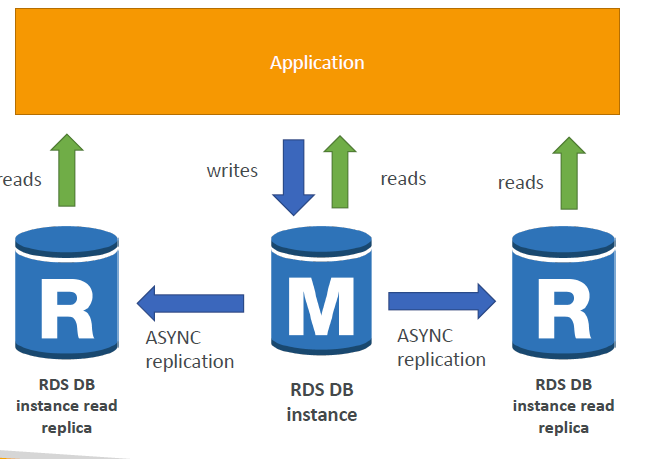 Application
reads
writes
reads
reads
R
M
R
ASYNC
replication
ASYNC
replication
RDS DB
instance read
replica
RDS DB
instance
RDS DB
instance read
replica